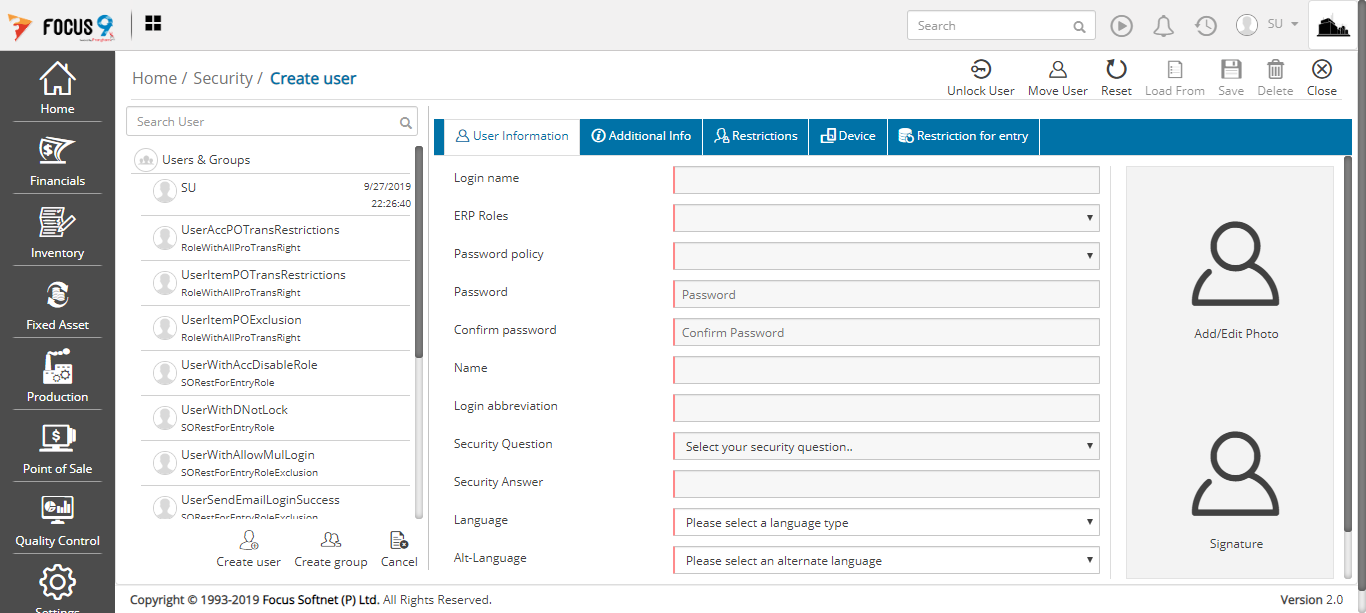 FOCUS 9
Search
SU
Home / Security / Create user
Unlock User
Move User
Reset
Load From
Save
Delete
Close
Home
Financials
Inventory
Fixed Asset
Production
Point of Sale
Quality Control
Settings
Search User
Users & Groups
SU
9/27/2019
22:26:40
UserAccPOTransRestrictions
RoleWithAllProTransRight
UserItemPOTransRestrictions
RoleWithAllProTransRight
UserItemPOExclusion
RoleWithAllProTransRight
UserWithAccDisableRole
SORestForEntryRole
UserWithDNotLock
SORestForEntryRole
UserWithAllowMulLogin
SORestForEntryRoleExclusion
UserSendEmailLoginSuccess
SORestForEntryRoleExclusion
Create user
Create group
Cancel
User Information
Additional Info
Restrictions
Device
Restriction for entry
Login name
ERP Roles
Password policy
Password
Password
Confirm password
Confirm Password
Name
Login abbreviation
Security Question
Select your security question..
Security Answer
Language
Please select a language type
Alt-Language
Please select an alternate language
Add/Edit Photo
Signature
Copyright © 1993-2019 Focus Softnet (P) Ltd. All Rights Reserved.
Version 2.0